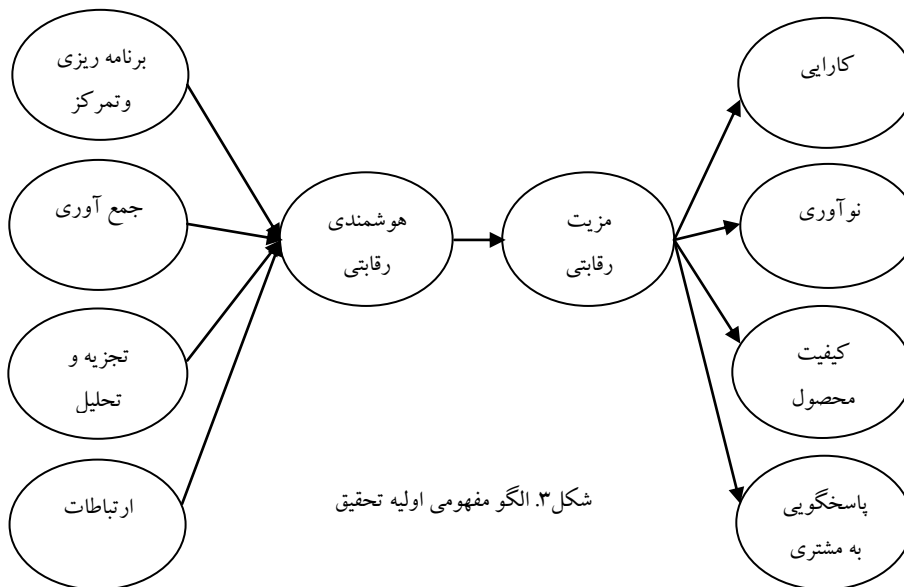 برنامه ریزی
وتمرکز
جمع آوری
تجزیه و
تحلیل
ارتباطات
هوشمندی
رقابتی
مزیت
رقابتی
کارایی
نوآوری
کیفیت
محصول
پاسخگویی
به مشتری
شکل۳. الگو مفهومی اولیه تحقیق